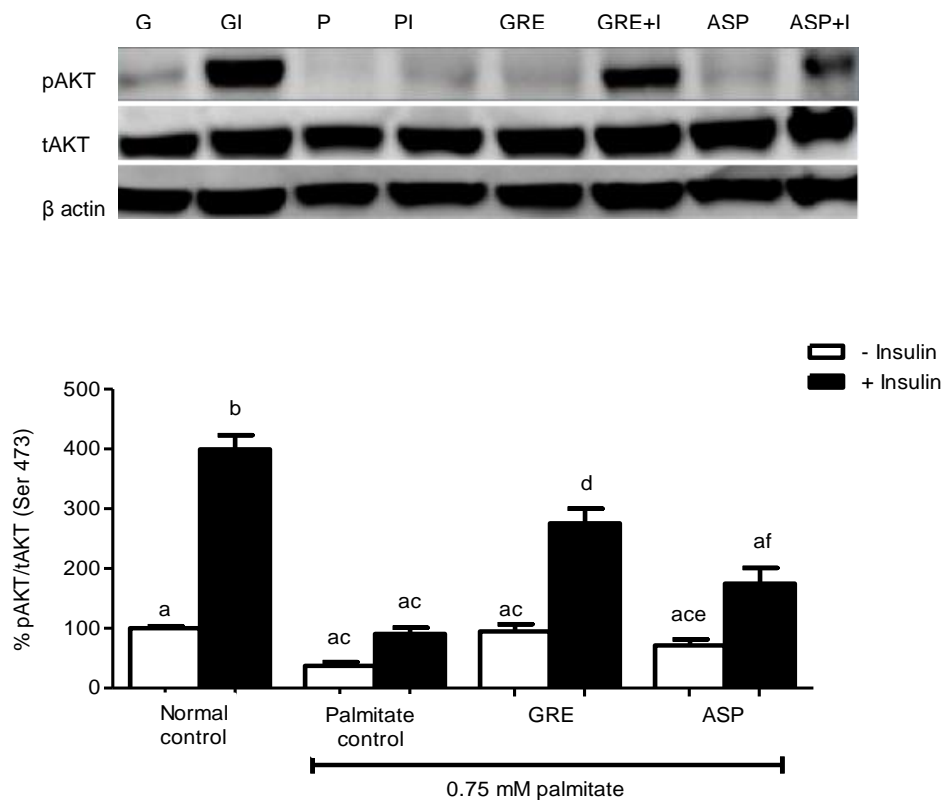 G GI P PI GRE GRE+I ASP ASP+I
pAKT
tAKT
β actin
- Insulin
+ Insulin
% pAKT/tAKT (Ser 473)
500
400
300
200
100
0
a b ac ac ac d ace af
Normal control
Palmitate control
GRE
ASP
0.75 mM palmitate